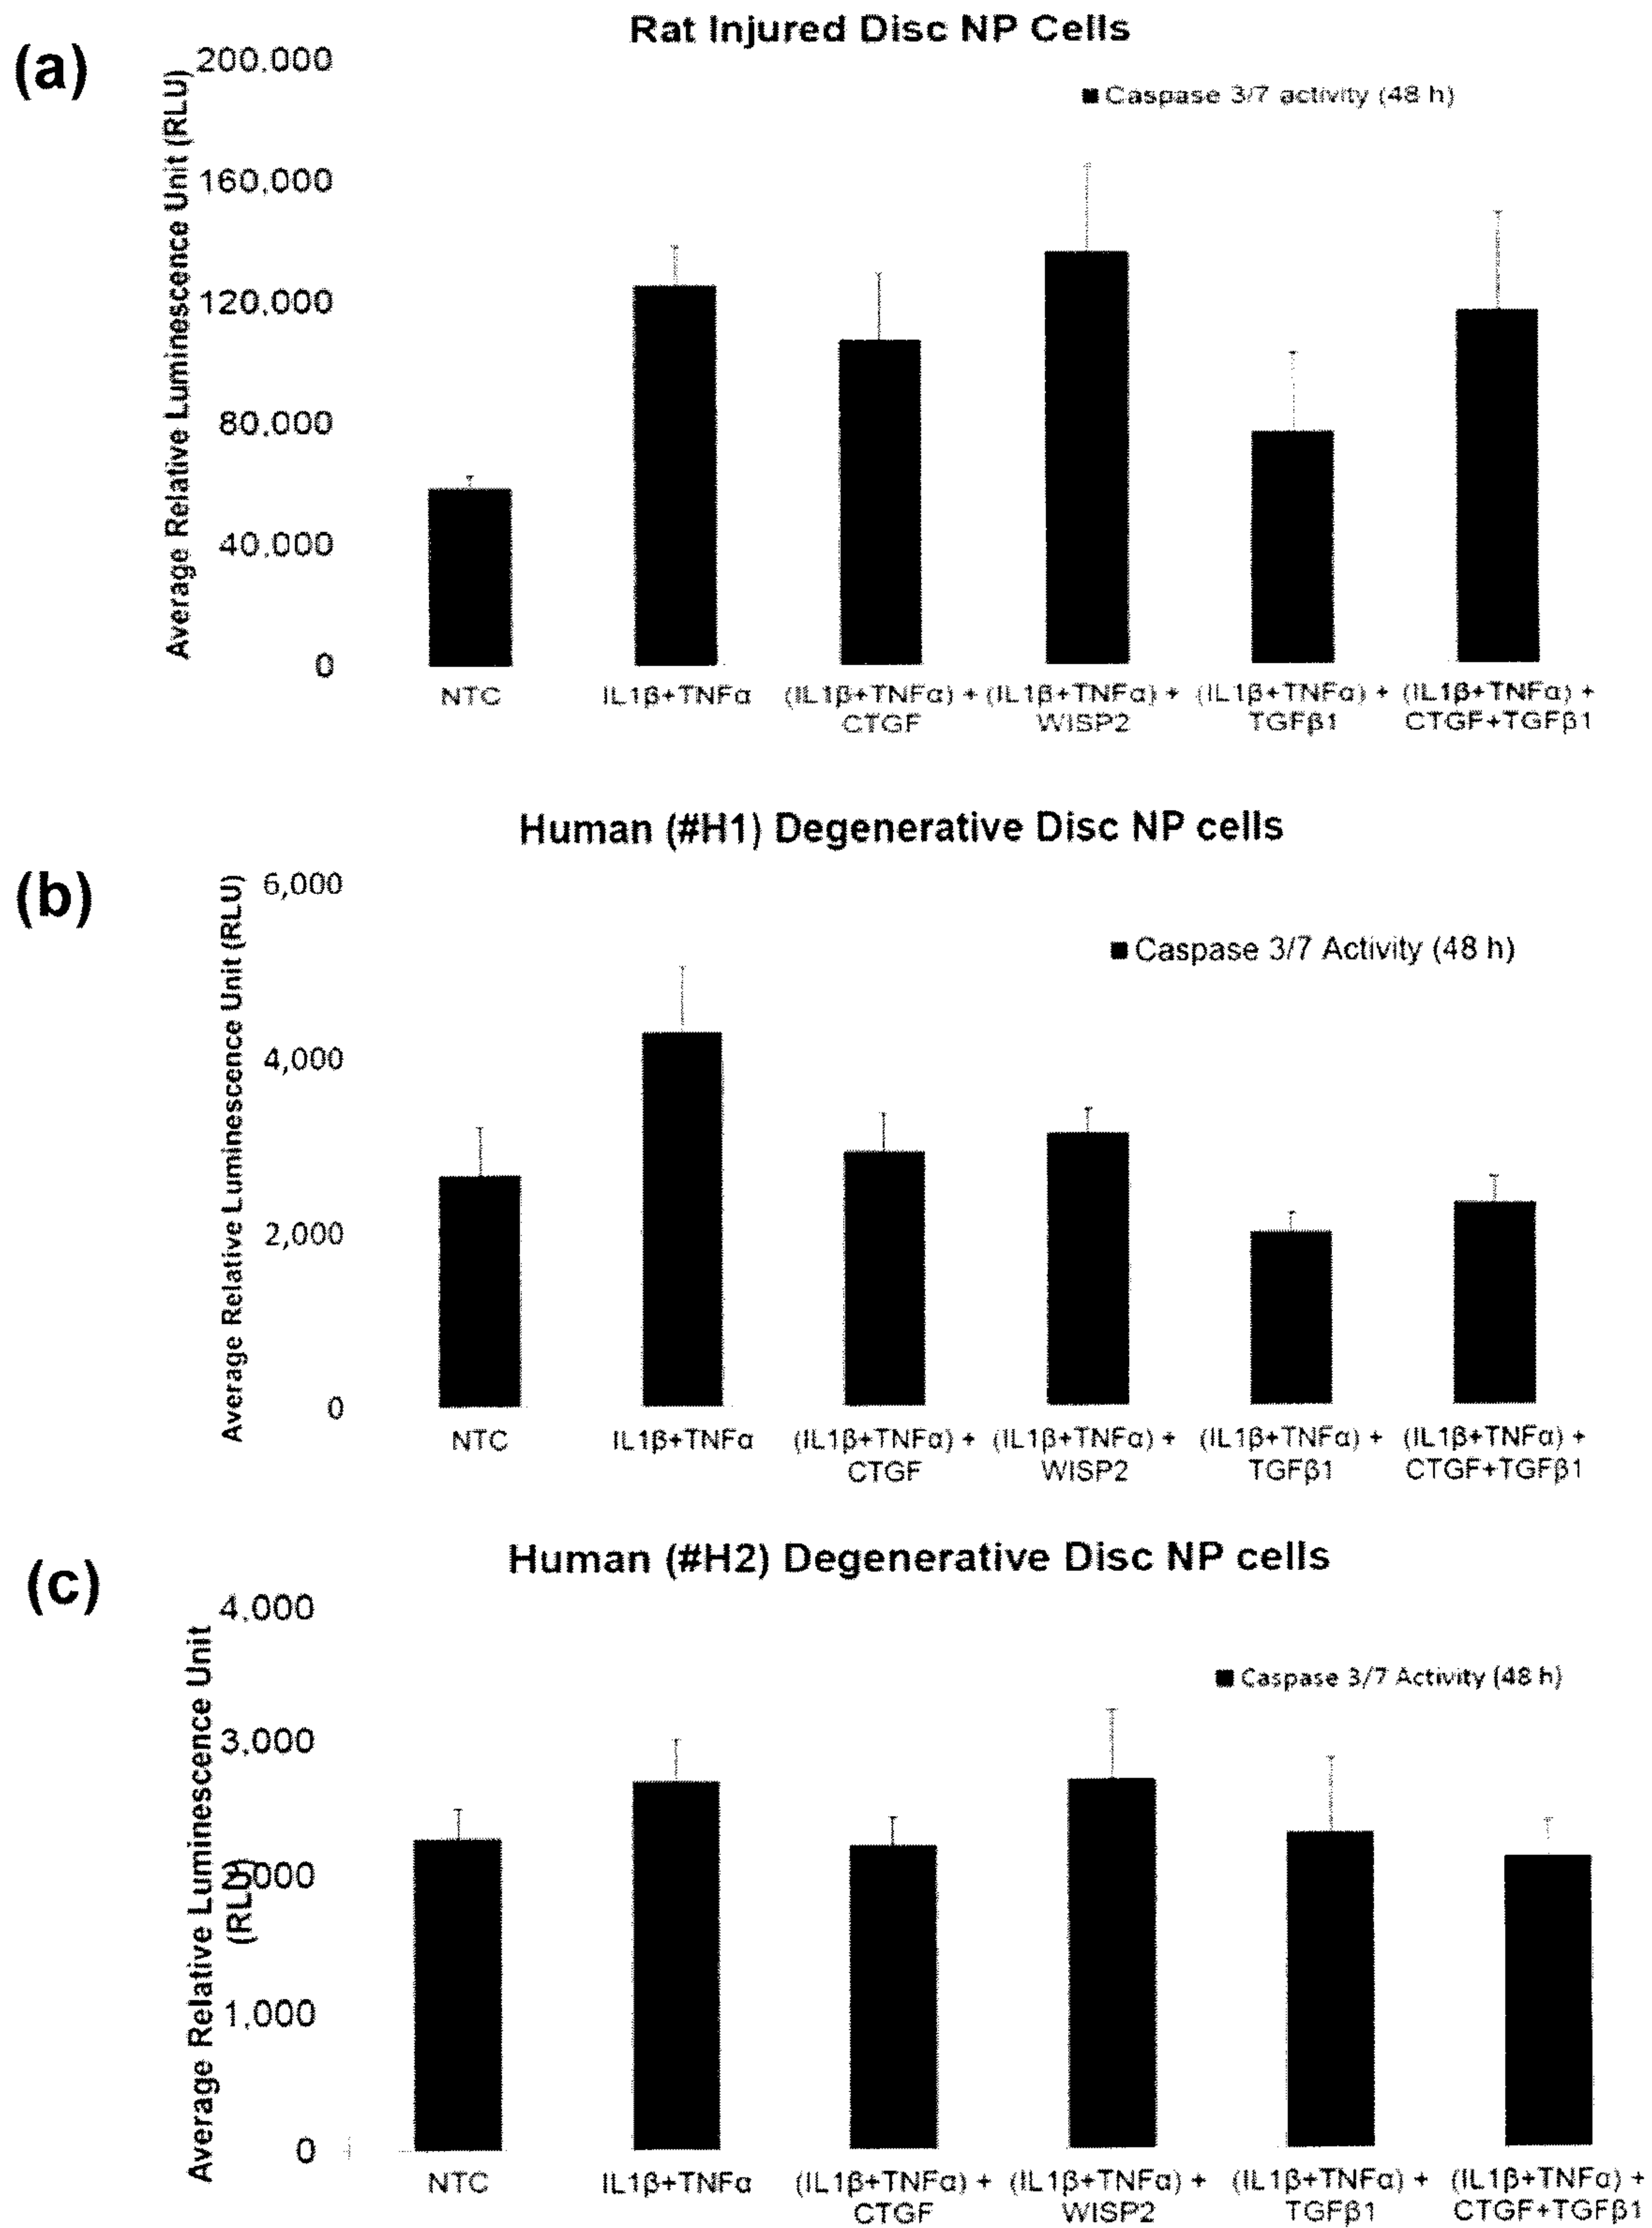 (a)
Rat Injured Disc NP Cells
Average Relative Luminescence Unit (RLU)
200,000
160,000
120,000
80,000
40,000
0
Caspase 3/7 activity (48 h)
NTC
IL1β+TNFα
(IL1β+TNFα) +
CTGF
(IL1β+TNFα) +
WISP2
(IL1β+TNFα) +
TGFβ1
(IL1β+TNFα) +
CTGF+TGFβ1
(b)
Human (#H1) Degenerative Disc NP cells
Average Relative Luminescence Unit (RLU)
6,000
4,000
2,000
0
Caspase 3/7 Activity (48 h)
NTC
IL1β+TNFα
(IL1β+TNFα) +
CTGF
(IL1β+TNFα) +
WISP2
(IL1β+TNFα) +
TGFβ1
(IL1β+TNFα) +
CTGF+TGFβ1
(c)
Human (#H2) Degenerative Disc NP cells
Average Relative Luminescence Unit
(RLU)
4,000
3,000
2,000
1,000
0
Caspase 3/7 Activity (48 h)
NTC
IL1β+TNFα
(IL1β+TNFα) +
CTGF
(IL1β+TNFα) +
WISP2
(IL1β+TNFα) +
TGFβ1
(IL1β+TNFα) +
CTGF+TGFβ1